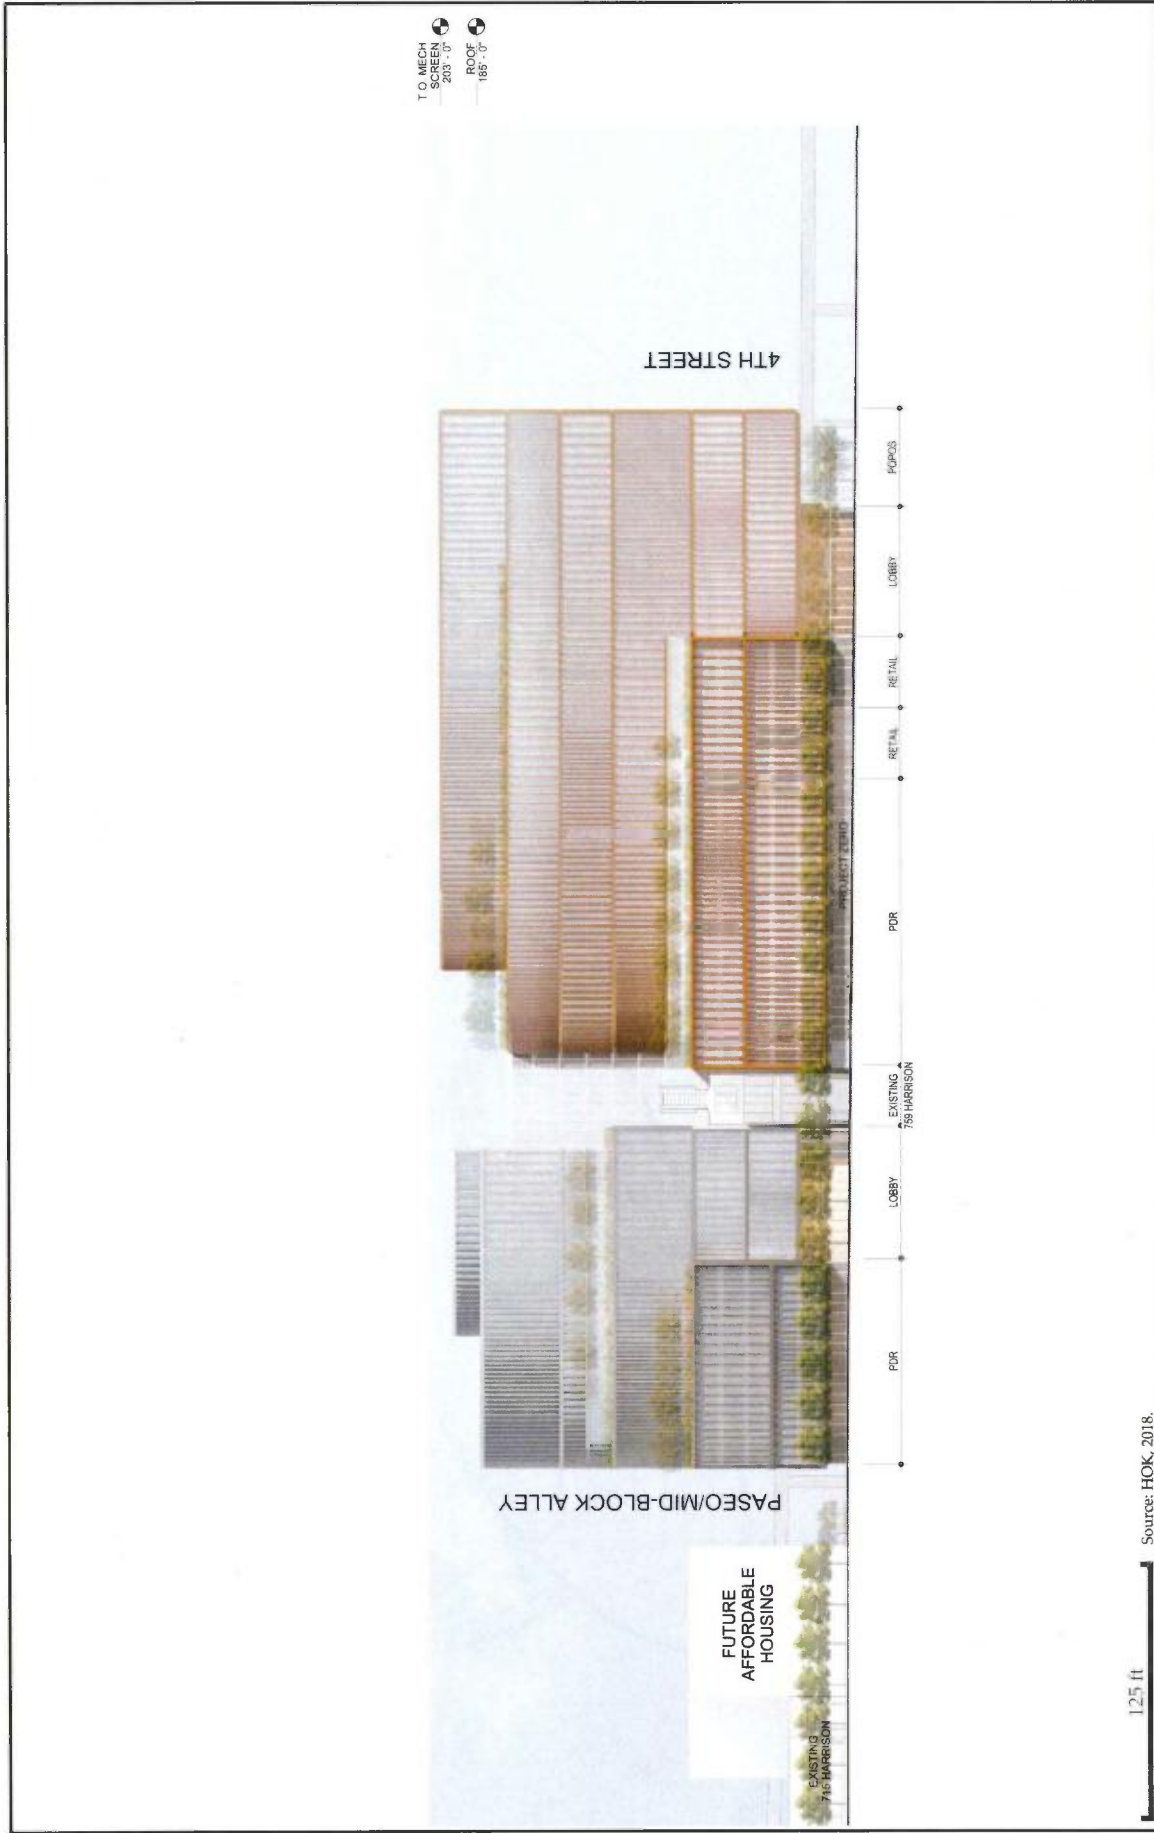 T.O. MECH
SCREEN
203' - 0"
ROOF
185' - 0"
4TH STREET
PASEO/MID-BLOCK ALLEY
FUTURE
AFFORDABLE
HOUSING
EXISTING
HARRISON
PROJECT ZERO
PDR
LOBBY
EXISTING
759 HARRISON
PDR
RETAIL
RETAIL
LOBBY
POPOS
125 ft
Source: HOK, 2018.